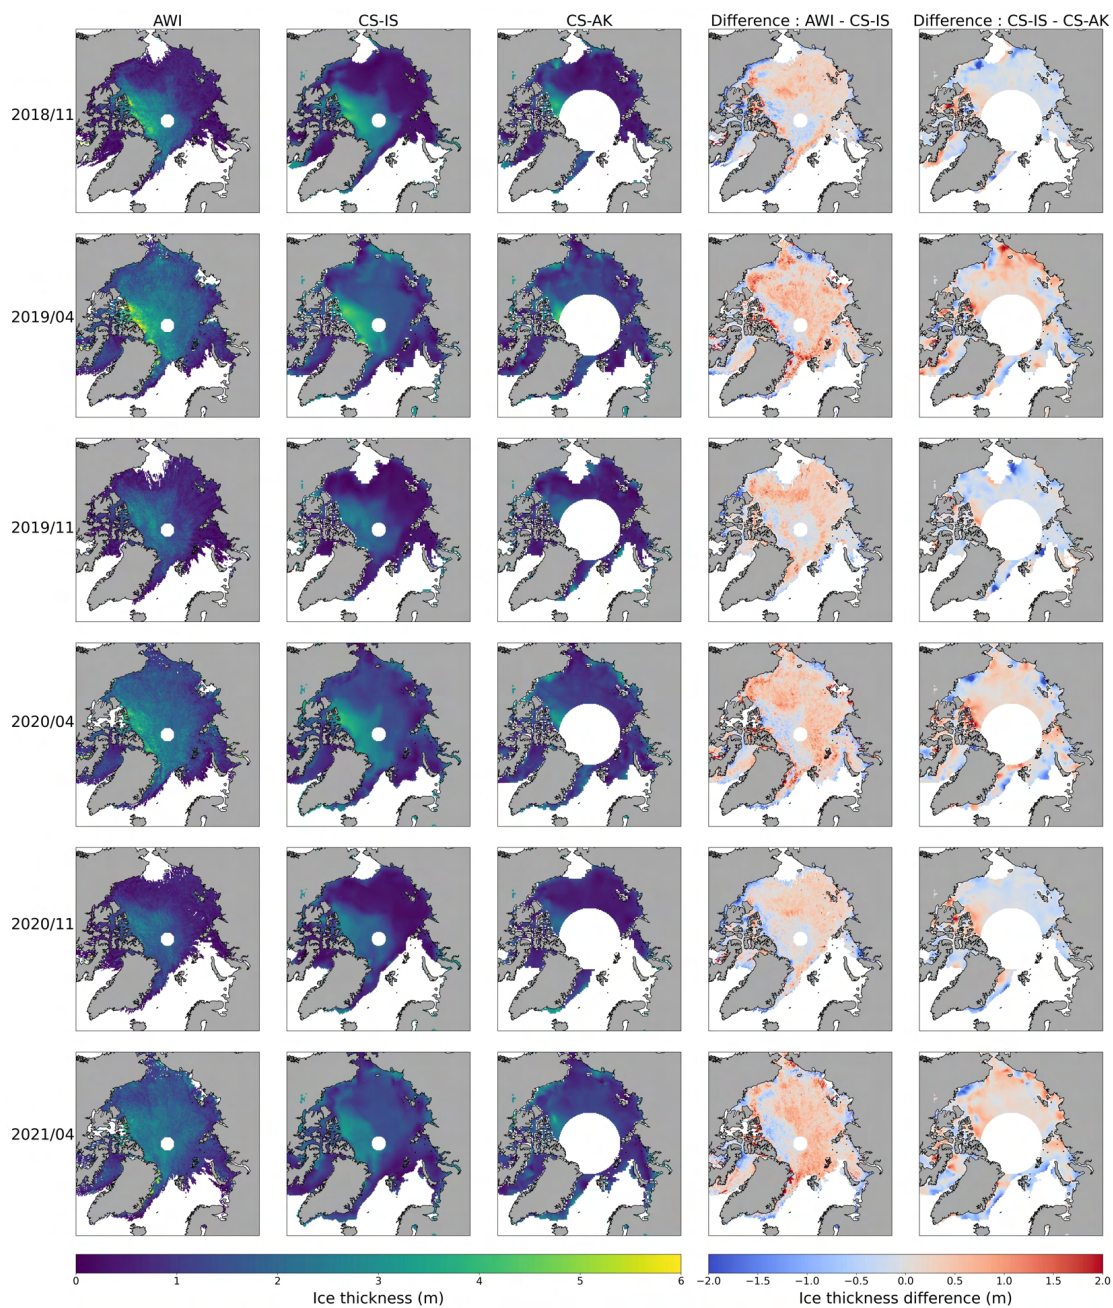 AWI CS-IS CS-AK Difference : AWI - CS-IS Difference : CS-IS - CS-AK
2018/11
2019/04
2019/11
2020/04
2020/11
2021/04
0 1 2 3 4 5 6 −2.0 −1.5 −1.0 −0.5 0.0 0.5 1.0 1.5 2.0
Ice thickness (m) Ice thickness difference (m)